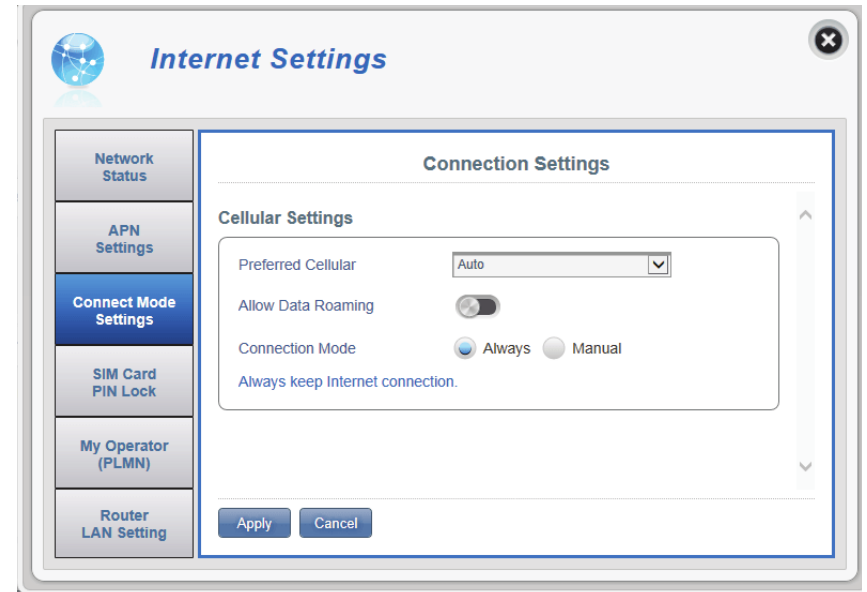 Internet Settings
Network
Status
APN
Settings
Connect Mode
Settings
SIM Card
PIN Lock
My Operator
(PLMN)
Router
LAN Setting
Connection Settings
Cellular Settings
Preferred Cellular Auto
Allow Data Roaming
Connection Mode Always Manual
Always keep Internet connection.
Apply Cancel